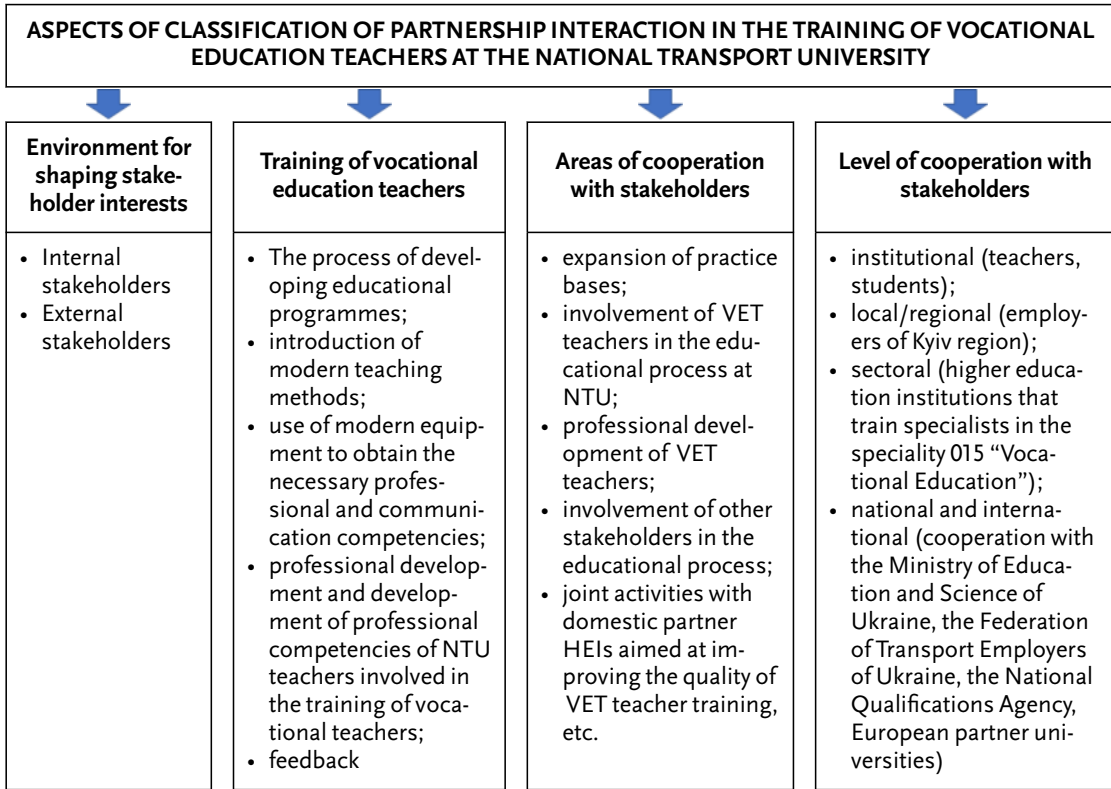 ASPECTS OF CLASSIFICATION OF PARTNERSHIP INTERACTION IN THE TRAINING OF VOCATIONAL
EDUCATION TEACHERS AT THE NATIONAL TRANSPORT UNIVERSITY
Environment for
shaping stake-
holder interests
• Internal
stakeholders
• External
stakeholders
Training of vocational
education teachers
• The process of devel-
oping educational
programmes;
• introduction of
modern teaching
methods;
• use of modern equip-
ment to obtain the
necessary profes-
sional and communi-
cation competencies;
• professional develop-
ment and develop-
ment of professional
competencies of NTU
teachers involved in
the training of voca-
tional teachers;
• feedback
Areas of cooperation
with stakeholders
• expansion of practice
bases;
• involvement of VET
teachers in the edu-
cational process at
NTU;
• professional devel-
opment of VET
teachers;
• involvement of other
stakeholders in the
educational process;
• joint activities with
domestic partner
HEIs aimed at im-
proving the quality of
VET teacher training,
etc.
Level of cooperation with
stakeholders
• institutional (teachers,
students);
• local/regional (employ-
ers of Kyiv region);
• sectoral (higher educa-
tion institutions that
train specialists in the
speciality 015 “Voca-
tional Education”);
• national and interna-
tional (cooperation with
the Ministry of Educa-
tion and Science of
Ukraine, the Federation
of Transport Employers
of Ukraine, the National
Qualifications Agency,
European partner uni-
versities)